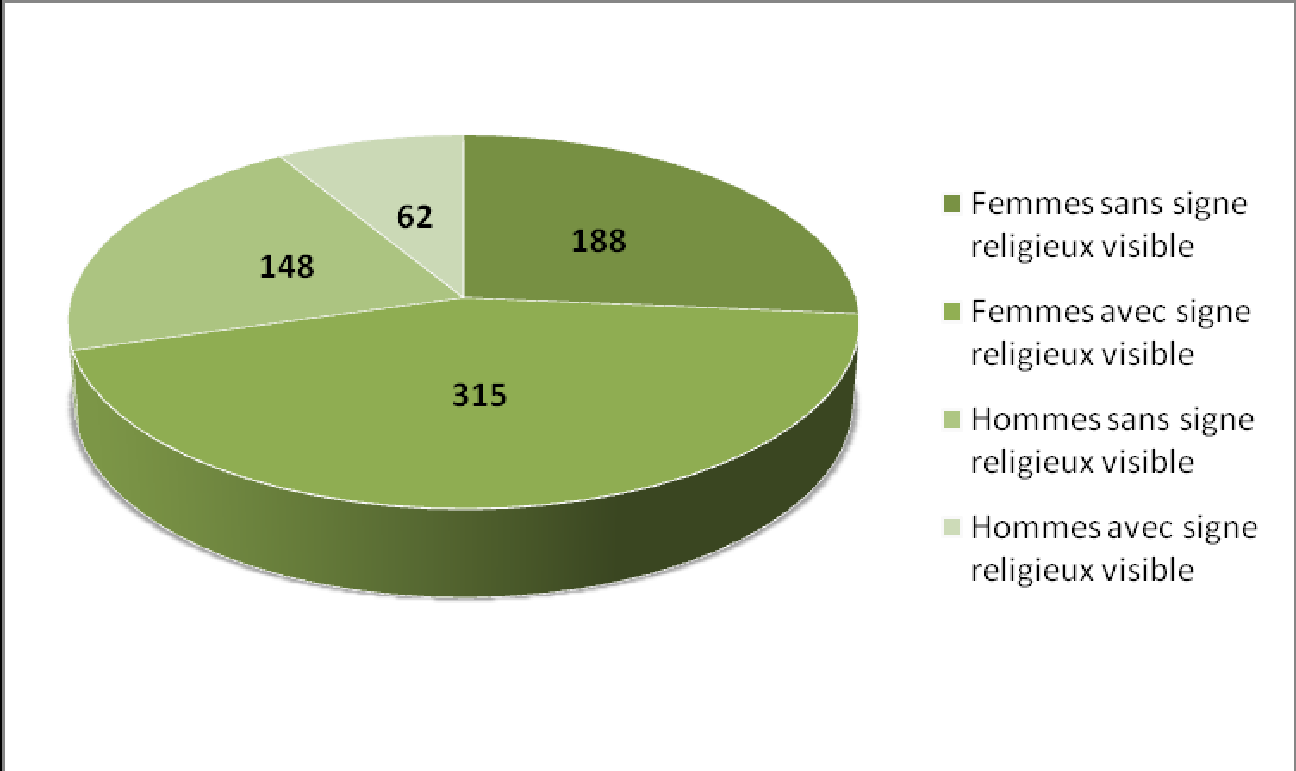 62
188
148
315
Femmes sans signe
religieux visible
Femmes avec signe
religieux visible
Hommes sans signe
religieux visible
Hommes avec signe
religieux visible